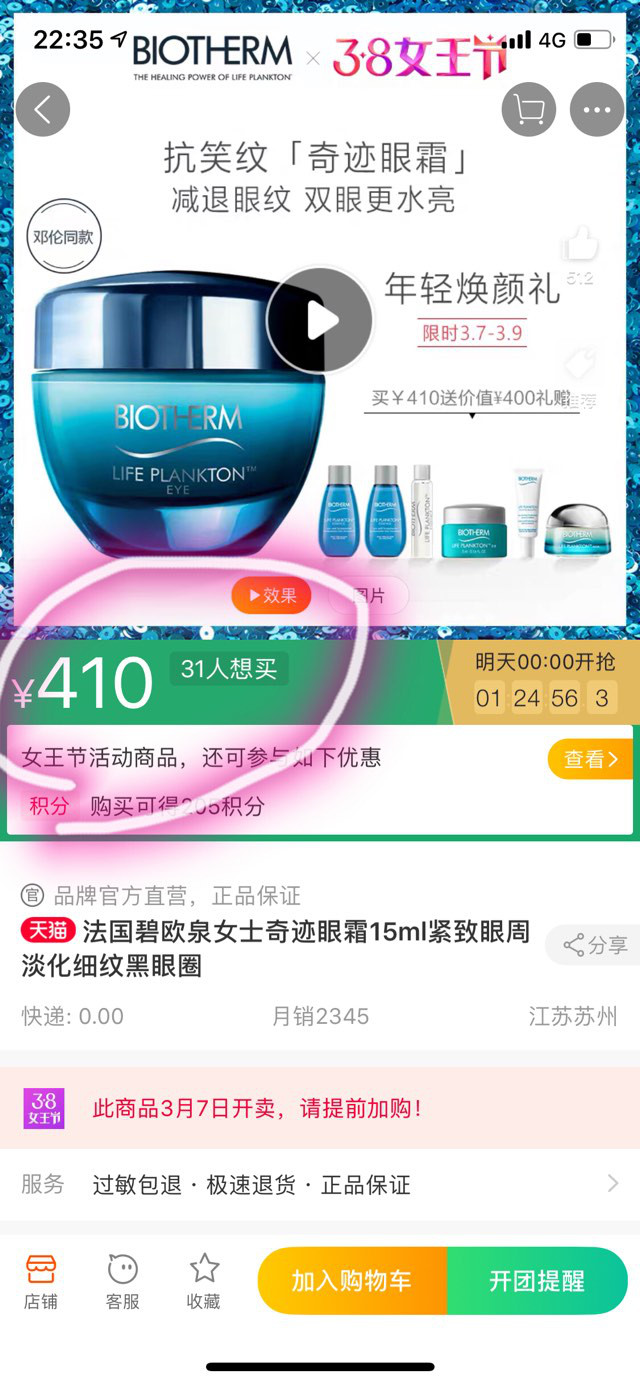 22:35
4G
BIOTHERM × 3·8女王节
THE HEALING POWER OF LIFE PLANKTON™
抗笑纹「奇迹眼霜」
减退眼纹 双眼更水亮
邓伦同款
512
年轻焕颜礼
限时3.7-3.9
买￥410送价值¥400礼赠
推荐
BIOTHERM
LIFE PLANKTON™
EYE
▶效果
图片
¥410
31人想买
明天00:00开抢
01 24 56 3
女王节活动商品，还可参与如下优惠
查看>
积分 购买可得205积分
官 品牌官方直营，正品保证
天猫 法国碧欧泉女士奇迹眼霜15ml紧致眼周
淡化细纹黑眼圈
分享
快递: 0.00 月销2345 江苏苏州
3·8
女王节
此商品3月7日开卖，请提前加购！
服务 过敏包退 · 极速退货 · 正品保证
店铺 客服 收藏 加入购物车 开团提醒